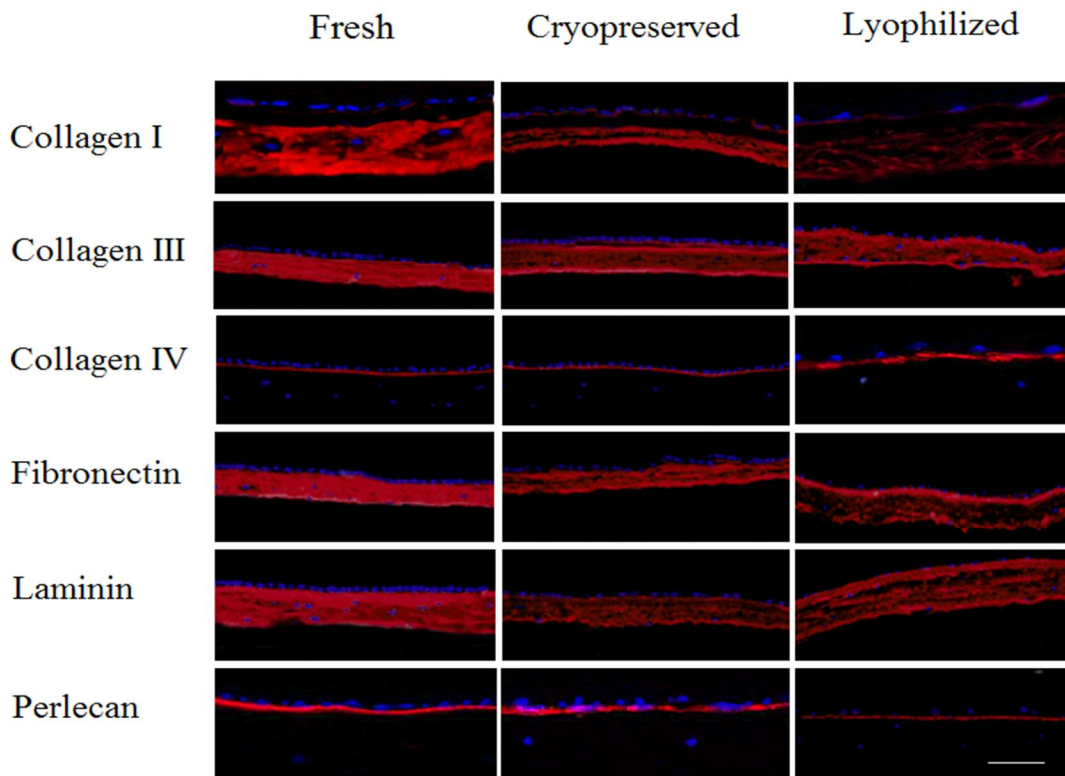 Fresh Cryopreserved Lyophilized
Collagen I
Collagen III
Collagen IV
Fibronectin
Laminin
Perlecan